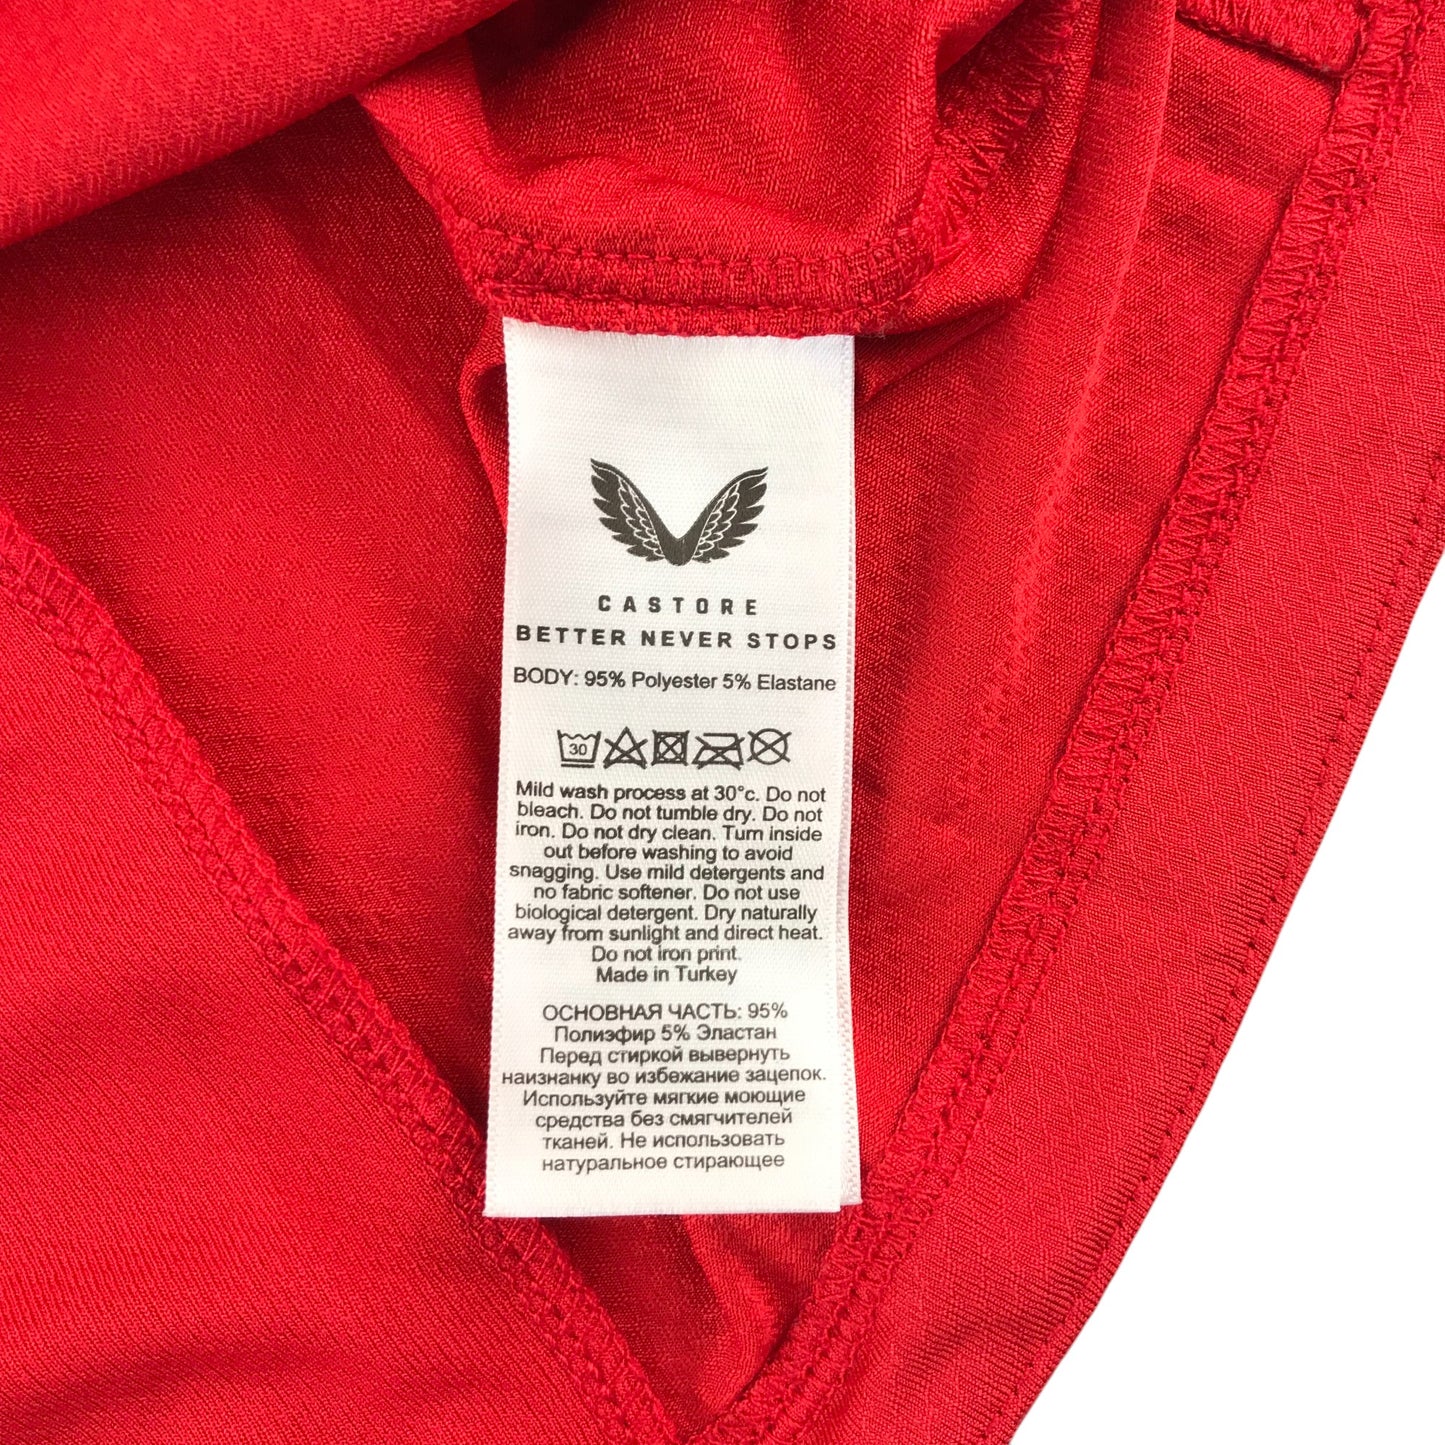 CASTORE
BETTER NEVER STOPS
BODY: 95% Polyester 5% Elastane
30
Mild wash process at 30°c. Do not
bleach. Do not tumble dry. Do not
iron. Do not dry clean. Turn inside
out before washing to avoid
snagging. Use mild detergents and
no fabric softener. Do not use
biological detergent. Dry naturally
away from sunlight and direct heat.
Do not iron print.
Made in Turkey
ОСНОВНАЯ ЧАСТЬ: 95%
Полиэфир 5% Эластан
Перед стиркой вывернуть
наизнанку во избежание зацепок.
Используйте мягкие моющие
средства без смягчителей
тканей. Не использовать
натуральное стирающее